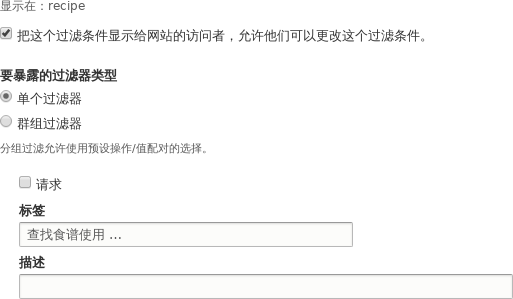 显示在：recipe
把这个过滤条件显示给网站的访问者，允许他们可以更改这个过滤条件。
要暴露的过滤器类型
单个过滤器
群组过滤器
分组过滤允许使用预设操作/值配对的选择。
请求
标签
查找食谱使用 ...
描述